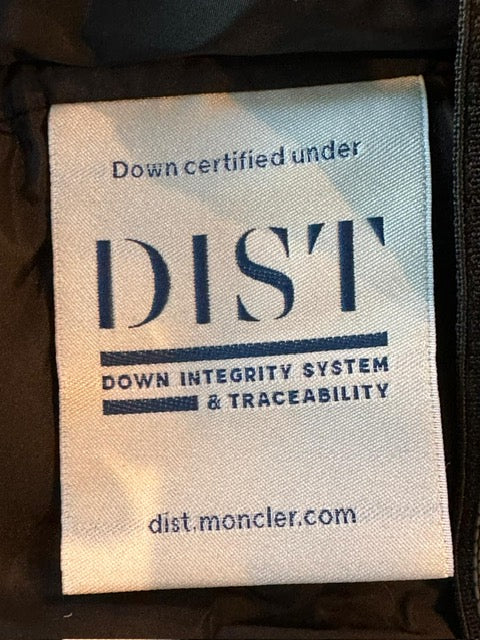 Down certified under
DIST
DOWN INTEGRITY SYSTEM
& TRACEABILITY
dist.moncler.com